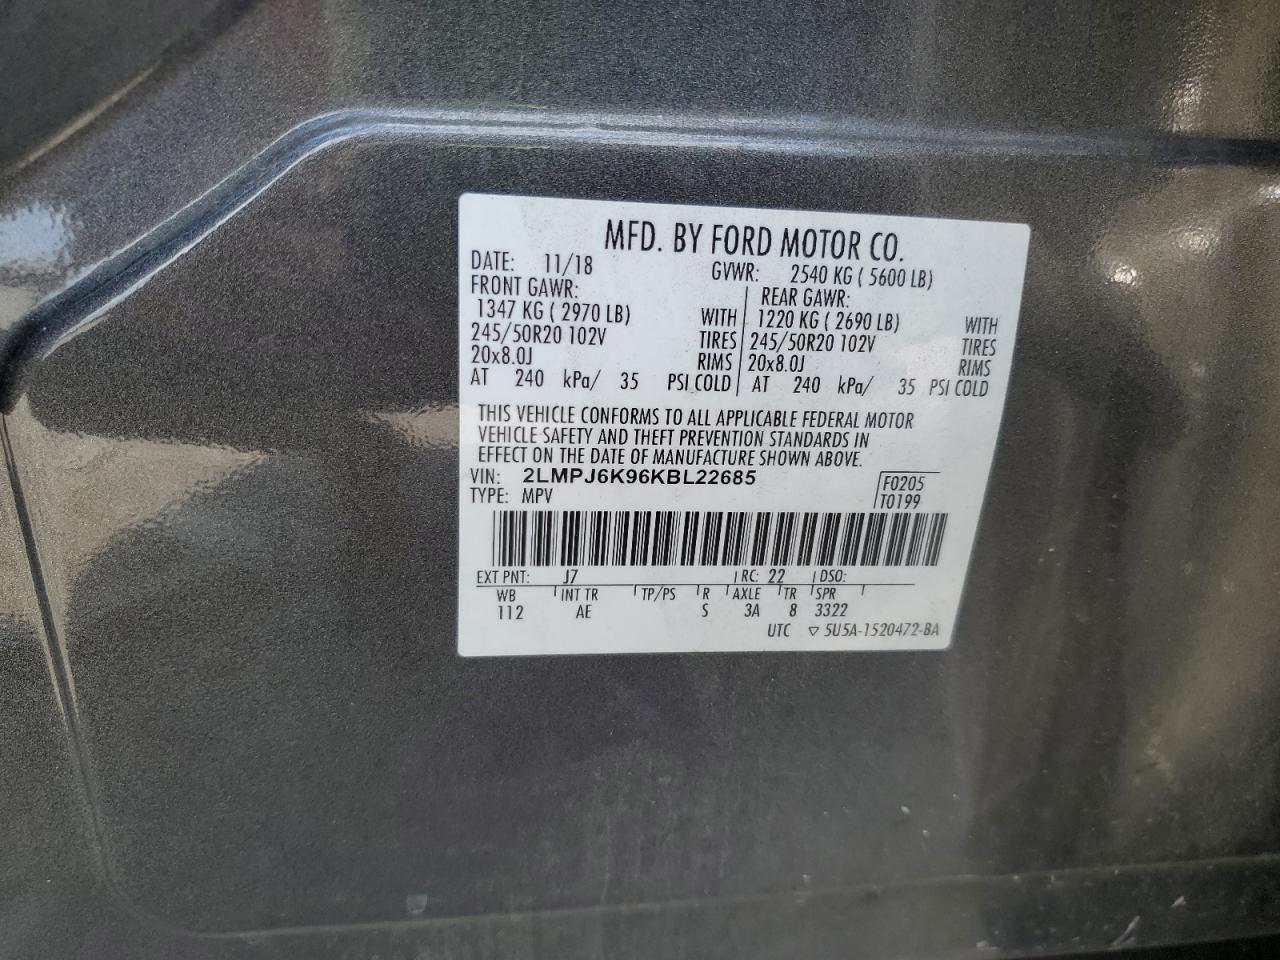 MFD. BY FORD MOTOR CO.
DATE: 11/18 GVWR: 2540 KG ( 5600 LB)
FRONT GAWR: REAR GAWR:
1347 KG ( 2970 LB) WITH 1220 KG ( 2690 LB) WITH
245/50R20 102V TIRES 245/50R20 102V TIRES
20x8.0J RIMS 20x8.0J RIMS
AT 240 kPa/ 35 PSI COLD AT 240 kPa/ 35 PSI COLD
THIS VEHICLE CONFORMS TO ALL APPLICABLE FEDERAL MOTOR
VEHICLE SAFETY AND THEFT PREVENTION STANDARDS IN
EFFECT ON THE DATE OF MANUFACTURE SHOWN ABOVE.
VIN: 2LMPJ6K96KBL22685 F0205
TYPE: MPV T0199
EXT PNT: J7 RC: 22 DSO:
WB INT TR TP/PS R AXLE TR SPR
112 AE S 3A 8 3322
UTC ▽ 5U5A-1520472-BA